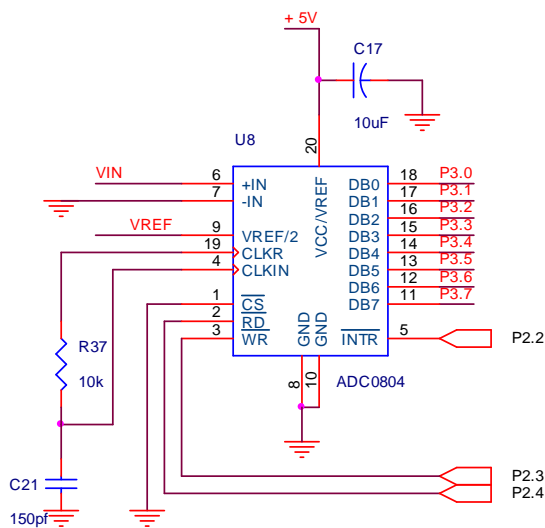 + 5V
C17
10uF
U8
20
VIN
6
+IN
VCC/VREF
DB0
18
P3.0
7
-IN
DB1
17
P3.1
DB2
16
P3.2
VREF
9
VREF/2
DB3
15
P3.3
19
CLKR
DB4
14
P3.4
4
CLKIN
DB5
13
P3.5
DB6
12
P3.6
1
CS
DB7
11
P3.7
2
RD
3
WR
GND
GND
INTR
5
P2.2
R37
10k
8
10
ADC0804
C21
150pf
P2.3
P2.4